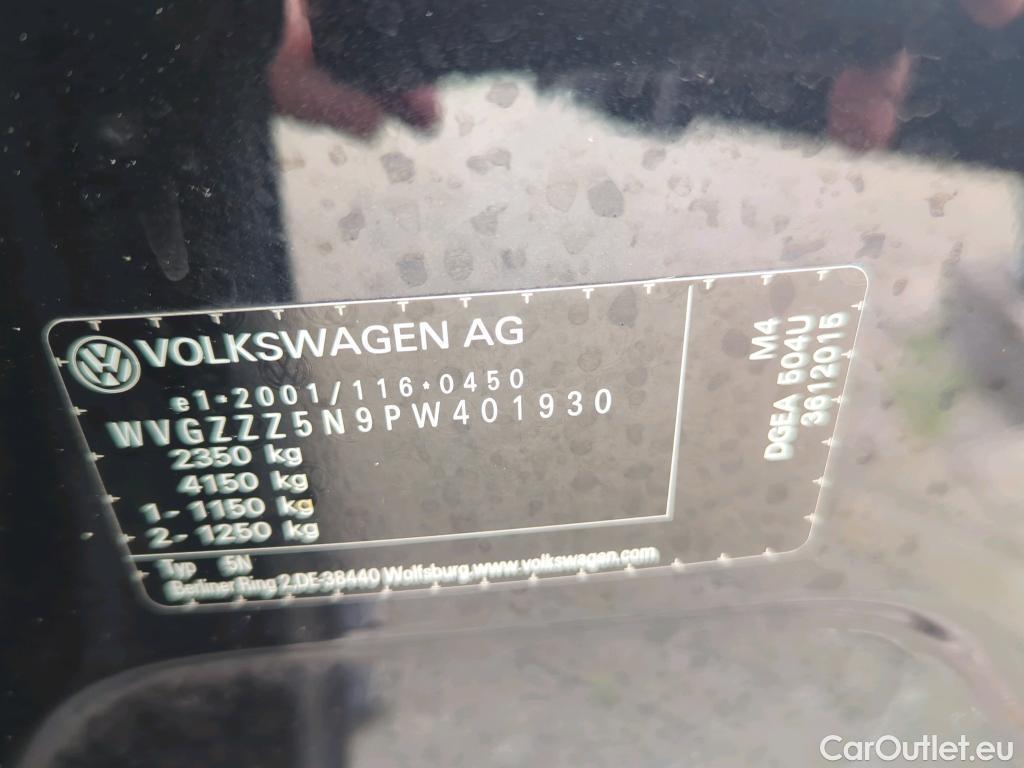 VOLKSWAGEN AG
e1*2001/116*0450
WVGZZZ5N9PW401930
2350 kg
4150 kg
1- 1150 kg
2- 1250 kg
Typ 5N
Berliner Ring 2,DE-38440 Wolfsburg,www.volkswagen.com
M4
DGEA 504U
3612015
CarOutlet.eu